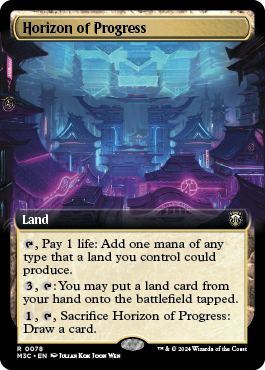 Horizon of Progress
Land
, Pay 1 life: Add one mana of any
type that a land you control could
produce.
3, : You may put a land card from
your hand onto the battlefield tapped.
1, , Sacrifice Horizon of Progress:
Draw a card.
R 0078
M3C • EN Julian Kok Joon Wen
™ & © 2024 Wizards of the Coast